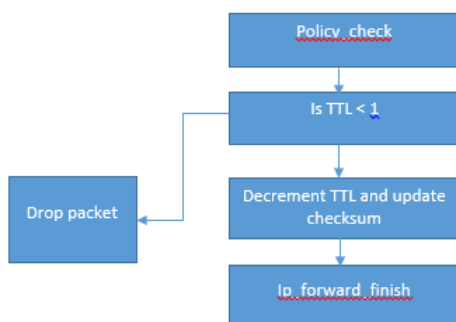 Policy_check
Is TTL < 1
Drop packet
Decrement TTL and update
checksum
Ip_forward_finish